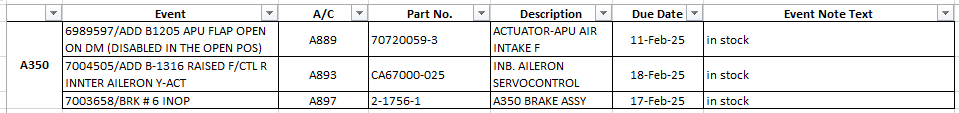 Event A/C Part No. Description Due Date Event Note Text
A350
6989597/ADD B1205 APU FLAP OPEN
ON DM (DISABLED IN THE OPEN POS)
A889
70720059-3
ACTUATOR-APU AIR
INTAKE F
11-Feb-25
in stock
7004505/ADD B-1316 RAISED F/CTL R
INNTER AILERON Y-ACT
A893
CA67000-025
INB. AILERON
SERVOCONTROL
18-Feb-25
in stock
7003658/BRK # 6 INOP
A897
2-1756-1
A350 BRAKE ASSY
17-Feb-25
in stock